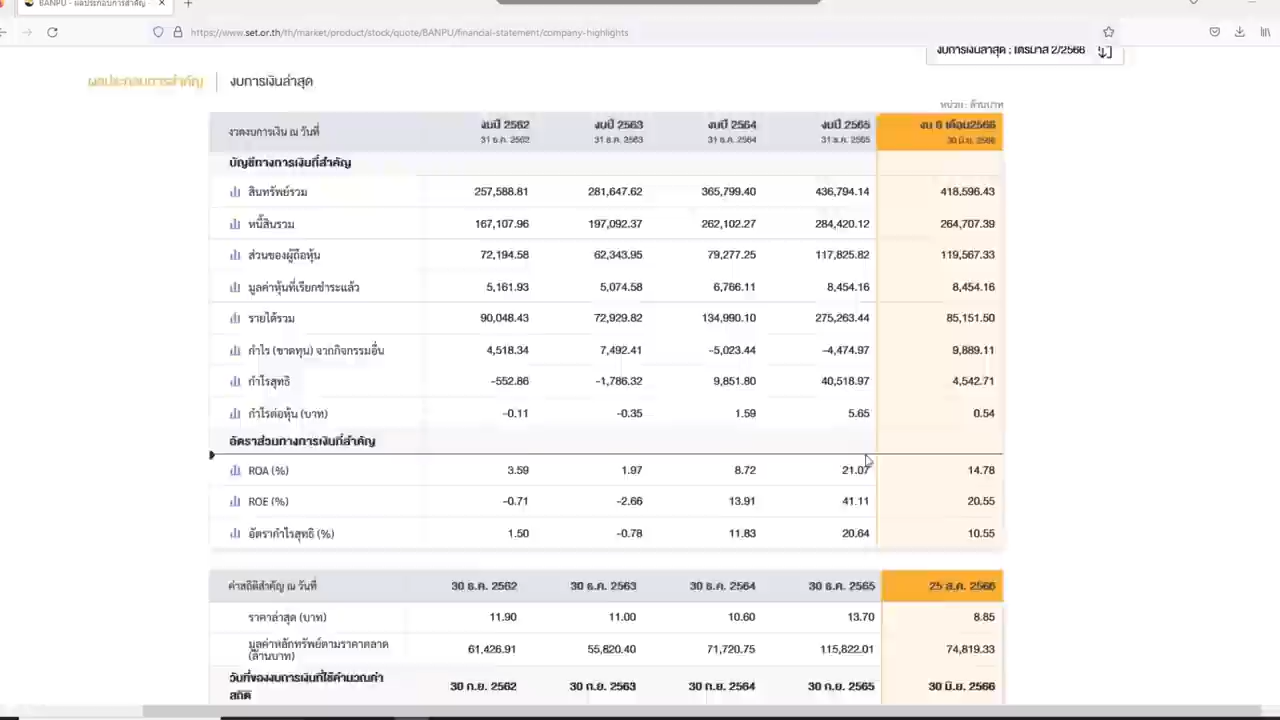 BANPU - ผลประกอบการสำคัญ
https://www.set.or.th/th/market/product/stock/quote/BANPU/financial-statement/company-highlights
งบการเงินล่าสุด : ไตรมาส 2/2566
ผลประกอบการสำคัญ งบการเงินล่าสุด
หน่วย : ล้านบาท
งวดงบการเงิน ณ วันที่ งบปี 2562 งบปี 2563 งบปี 2564 งบปี 2565 งบ 6 เดือน2566
31 ธ.ค. 2562 31 ธ.ค. 2563 31 ธ.ค. 2564 31 ธ.ค. 2565 30 มิ.ย. 2566
บัญชีทางการเงินที่สำคัญ
สินทรัพย์รวม 257,588.81 281,647.62 365,799.40 436,794.14 418,596.43
หนี้สินรวม 167,107.96 197,092.37 262,102.27 284,420.12 264,707.39
ส่วนของผู้ถือหุ้น 72,194.58 62,343.95 79,277.25 117,825.82 119,567.33
มูลค่าหุ้นที่เรียกชำระแล้ว 5,161.93 5,074.58 6,766.11 8,454.16 8,454.16
รายได้รวม 90,048.43 72,929.82 134,990.10 275,263.44 85,151.50
กำไร (ขาดทุน) จากกิจกรรมอื่น 4,518.34 7,492.41 -5,023.44 -4,474.97 9,889.11
กำไรสุทธิ -552.86 -1,786.32 9,851.80 40,518.97 4,542.71
กำไรต่อหุ้น (บาท) -0.11 -0.35 1.59 5.65 0.54
อัตราส่วนทางการเงินที่สำคัญ
ROA (%) 3.59 1.97 8.72 21.07 14.78
ROE (%) -0.71 -2.66 13.91 41.11 20.55
อัตรากำไรสุทธิ (%) 1.50 -0.78 11.83 20.64 10.55
ค่าสถิติสำคัญ ณ วันที่ 30 ธ.ค. 2562 30 ธ.ค. 2563 30 ธ.ค. 2564 30 ธ.ค. 2565 25 ส.ค. 2566
ราคาล่าสุด (บาท) 11.90 11.00 10.60 13.70 8.85
มูลค่าหลักทรัพย์ตามราคาตลาด
(ล้านบาท) 61,426.91 55,820.40 71,720.75 115,822.01 74,819.33
วันที่ของงบการเงินที่ใช้คำนวณค่า
สถิติ 30 ก.ย. 2562 30 ก.ย. 2563 30 ก.ย. 2564 30 ก.ย. 2565 30 มิ.ย. 2566